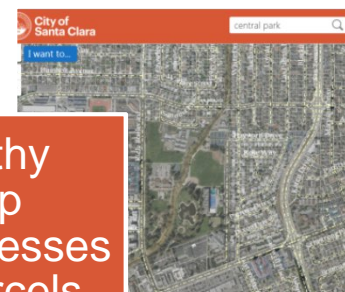 City of
Santa Clara
central park
I want to...
thy
p
esses
rcels